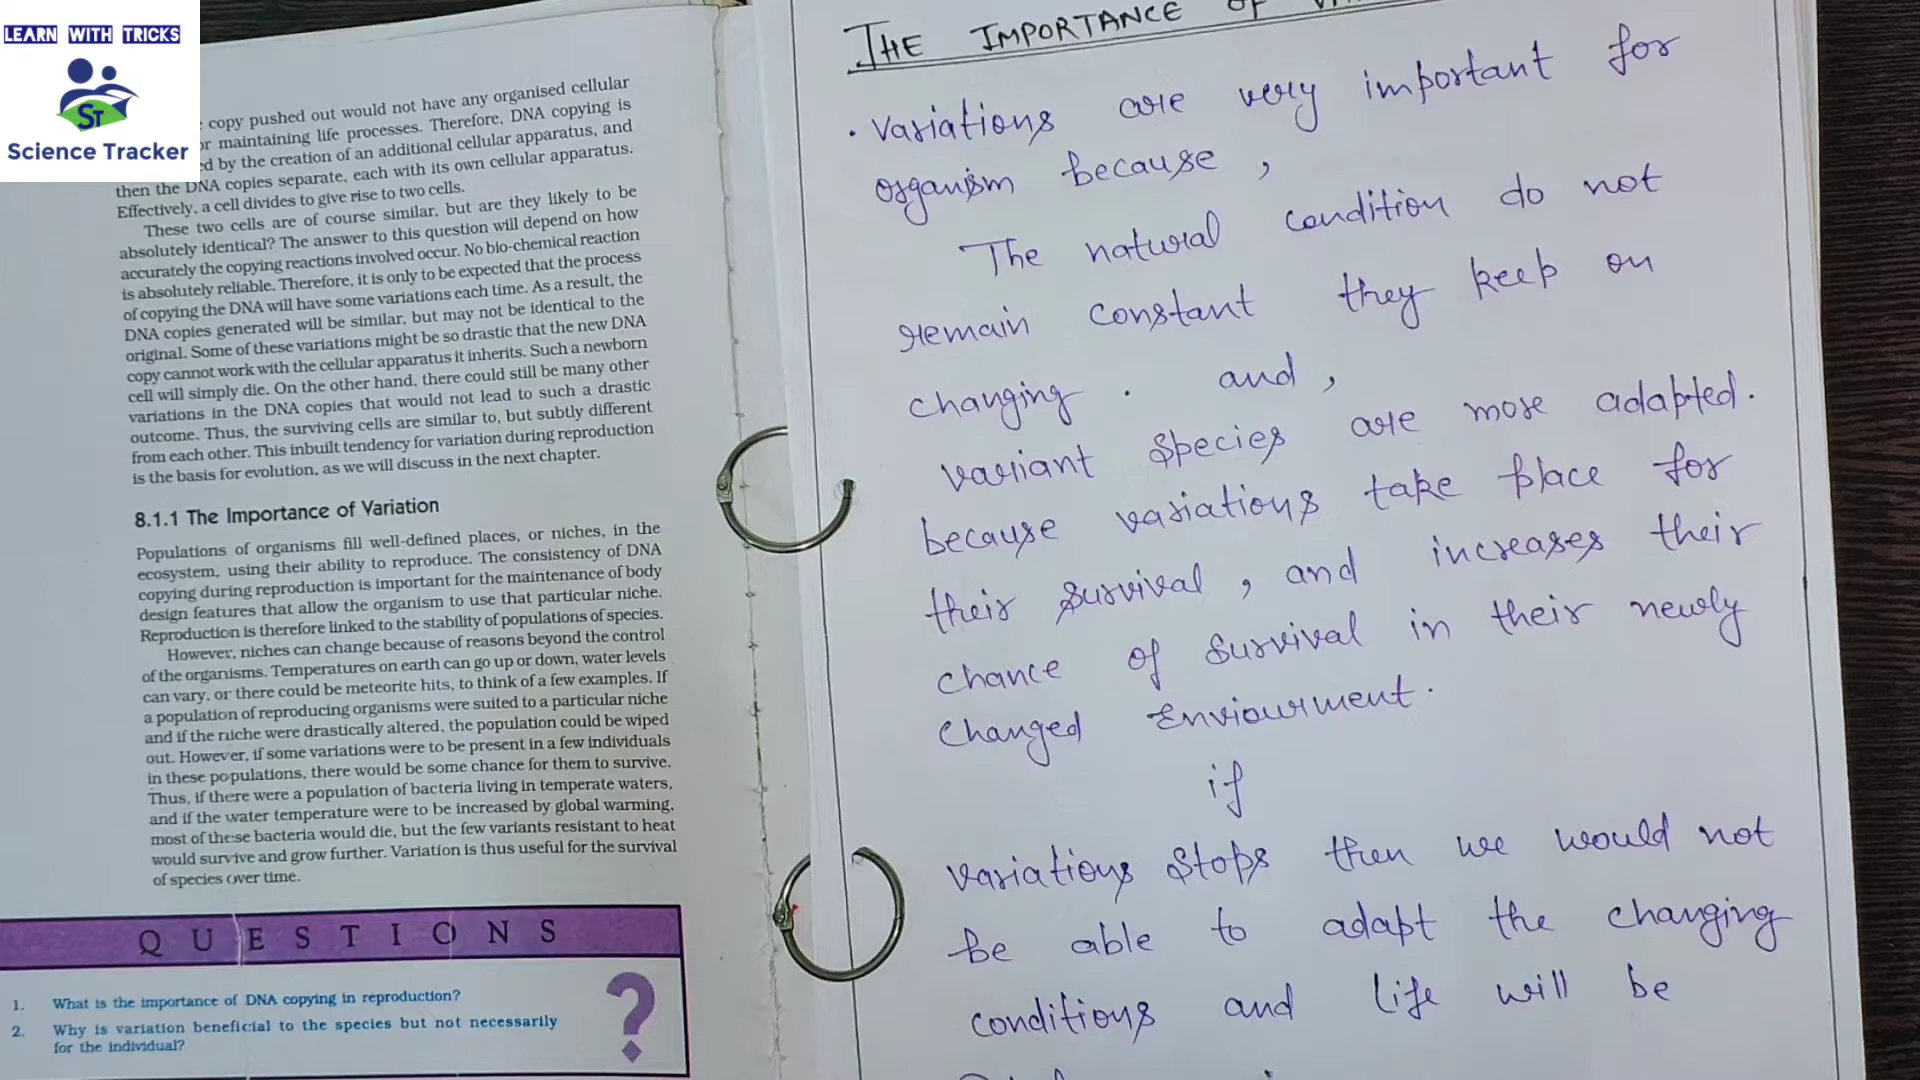 LEARN WITH TRICKS
ST
Science Tracker
copy pushed out would not have any organised cellular
or maintaining life processes. Therefore, DNA copying is
ed by the creation of an additional cellular apparatus, and
then the DNA copies separate, each with its own cellular apparatus.
Effectively, a cell divides to give rise to two cells.
These two cells are of course similar, but are they likely to be
absolutely identical? The answer to this question will depend on how
accurately the copying reactions involved occur. No bio-chemical reaction
is absolutely reliable. Therefore, it is only to be expected that the process
of copying the DNA will have some variations each time. As a result, the
DNA copies generated will be similar, but may not be identical to the
original. Some of these variations might be so drastic that the new DNA
copy cannot work with the cellular apparatus it inherits. Such a newborn
cell will simply die. On the other hand, there could still be many other
variations in the DNA copies that would not lead to such a drastic
outcome. Thus, the surviving cells are similar to, but subtly different
from each other. This inbuilt tendency for variation during reproduction
is the basis for evolution, as we will discuss in the next chapter.
8.1.1 The Importance of Variation
Populations of organisms fill well-defined places, or niches, in the
ecosystem, using their ability to reproduce. The consistency of DNA
copying during reproduction is important for the maintenance of body
design features that allow the organism to use that particular niche.
Reproduction is therefore linked to the stability of populations of species.
However, niches can change because of reasons beyond the control
of the organisms. Temperatures on earth can go up or down, water levels
can vary, or there could be meteorite hits, to think of a few examples. If
a population of reproducing organisms were suited to a particular niche
and if the niche were drastically altered, the population could be wiped
out. However, if some variations were to be present in a few individuals
in these populations, there would be some chance for them to survive.
Thus, if there were a population of bacteria living in temperate waters,
and if the water temperature were to be increased by global warming,
most of these bacteria would die, but the few variants resistant to heat
would survive and grow further. Variation is thus useful for the survival
of species over time.
QUESTIONS
1. What is the importance of DNA copying in reproduction?
2. Why is variation beneficial to the species but not necessarily
for the individual?
?
THE IMPORTANCE OF
· Variations are very important for
organism because ,
The natural condition do not
remain constant they keep on
changing . and ,
variant species are more adapted.
because variations take place for
their survival , and increases their
chance of survival in their newly
changed Enviourment.
if
variations stops then we would not
be able to adapt the changing
conditions and life will be